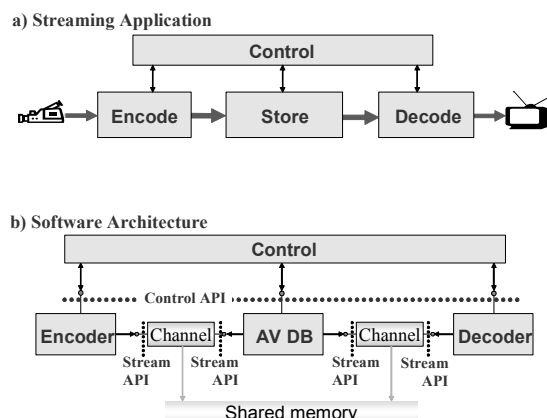 a) Streaming Application
Control
Encode Store Decode
b) Software Architecture
Control
Control API
Encoder Channel AV DB Channel Decoder
Stream Stream Stream Stream
API API API API
Shared memory